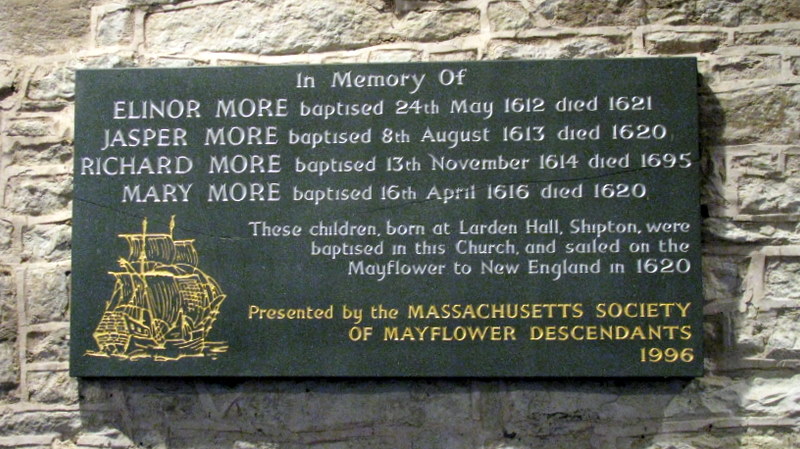 In Memory Of
ELINOR MORE baptised 24th May 1612 died 1621
JASPER MORE baptised 8th August 1613 died 1620
RICHARD MORE baptised 13th November 1614 died 1695
MARY MORE baptised 16th April 1616 died 1620
These children, born at Larden Hall, Shipton, were
baptised in this Church, and sailed on the
Mayflower to New England in 1620
Presented by the MASSACHUSETTS SOCIETY
OF MAYFLOWER DESCENDANTS
1996